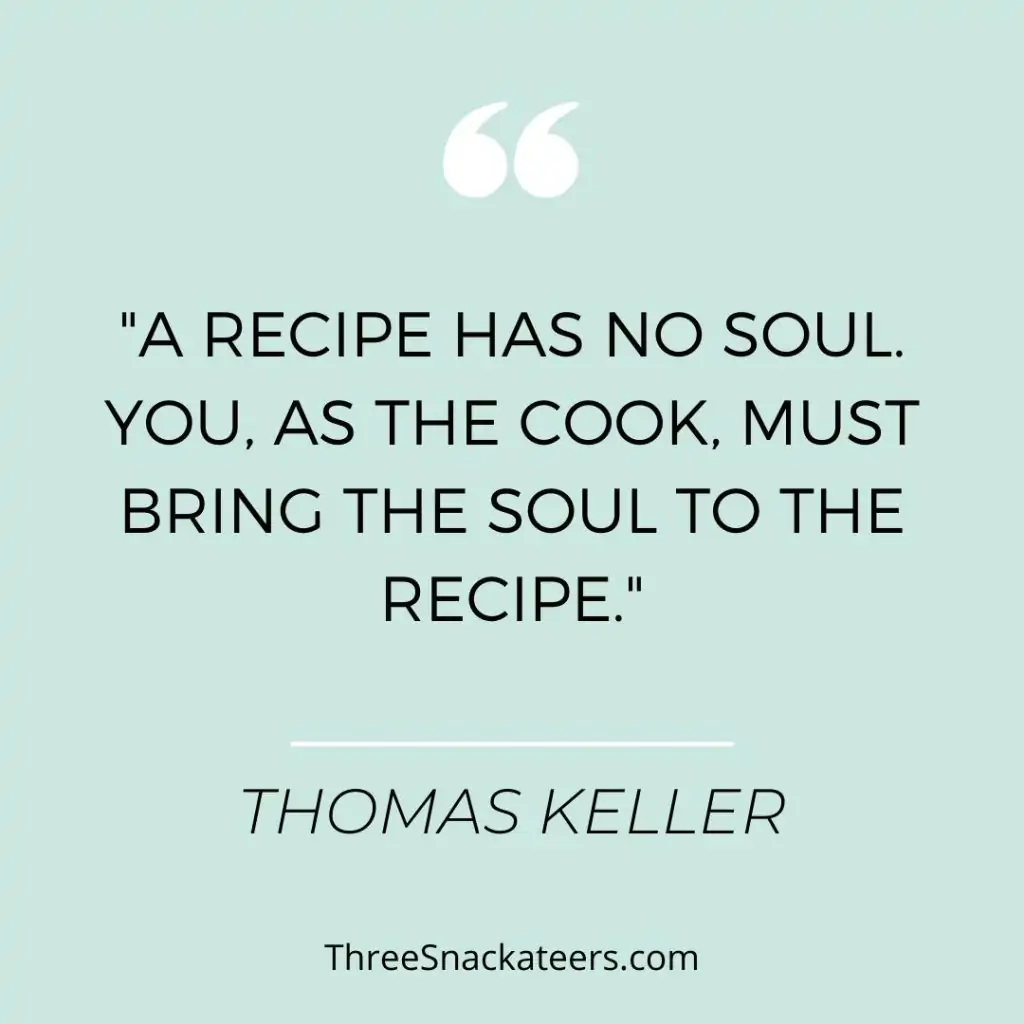 "A RECIPE HAS NO SOUL.
YOU, AS THE COOK, MUST
BRING THE SOUL TO THE
RECIPE."
THOMAS KELLER
ThreeSnackateers.com